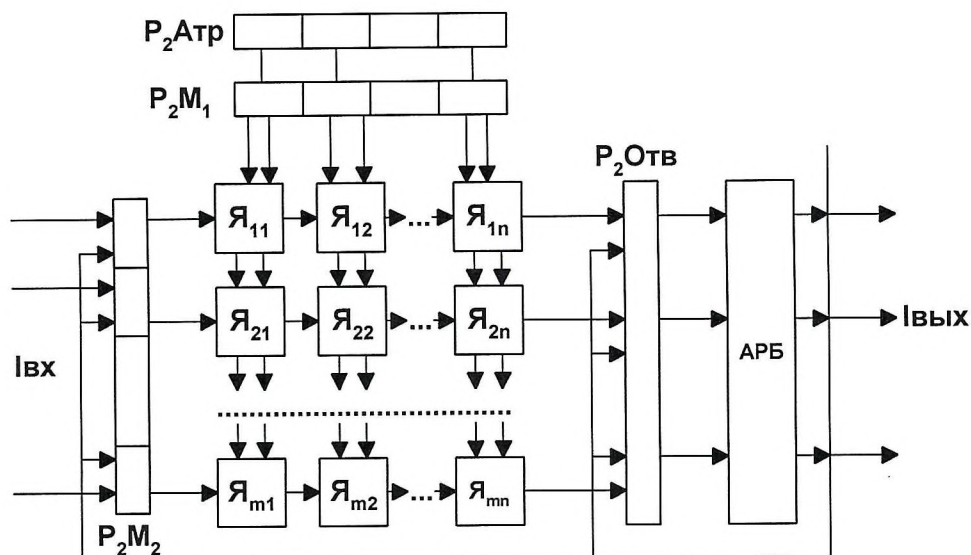 P₂Атр
P₂M₁
P₂Отв
Я₁₁ Я₁₂ ... Я₁ₙ
Я₂₁ Я₂₂ ... Я₂ₙ
Iвх
АРБ
Iвых
Яₘ₁ Яₘ₂ ... Яₘₙ
P₂M₂